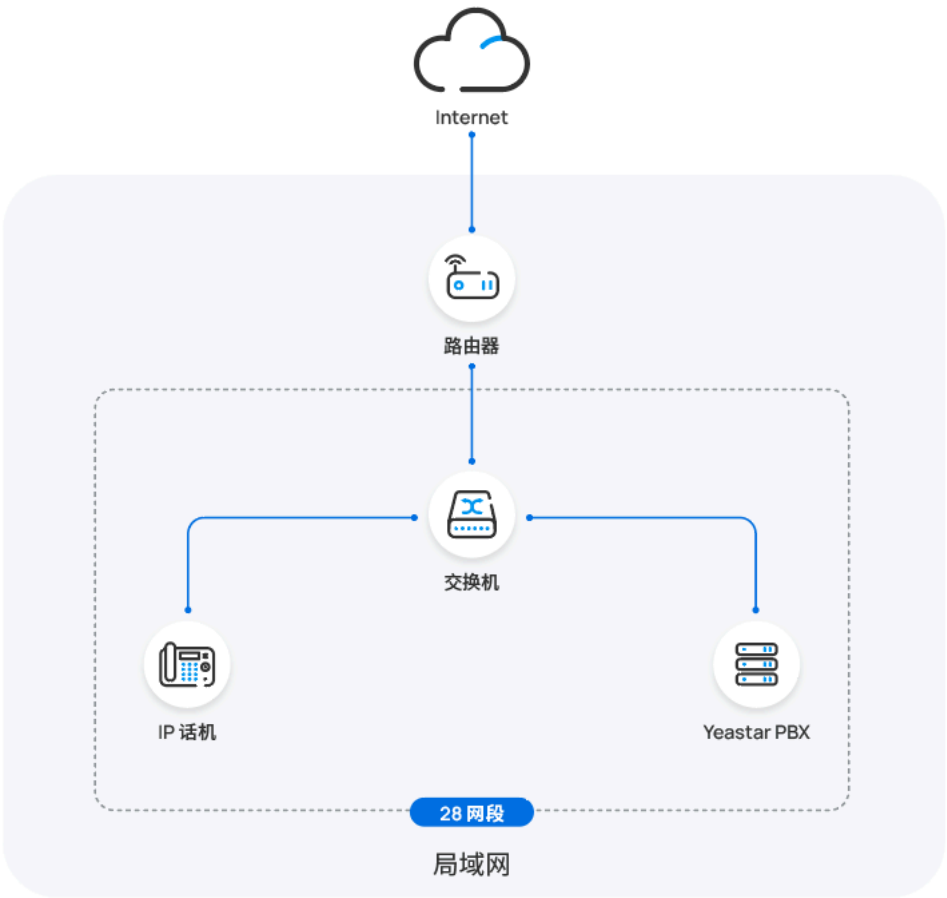 Internet
路由器
交换机
IP 话机
Yeastar PBX
28 网段
局域网